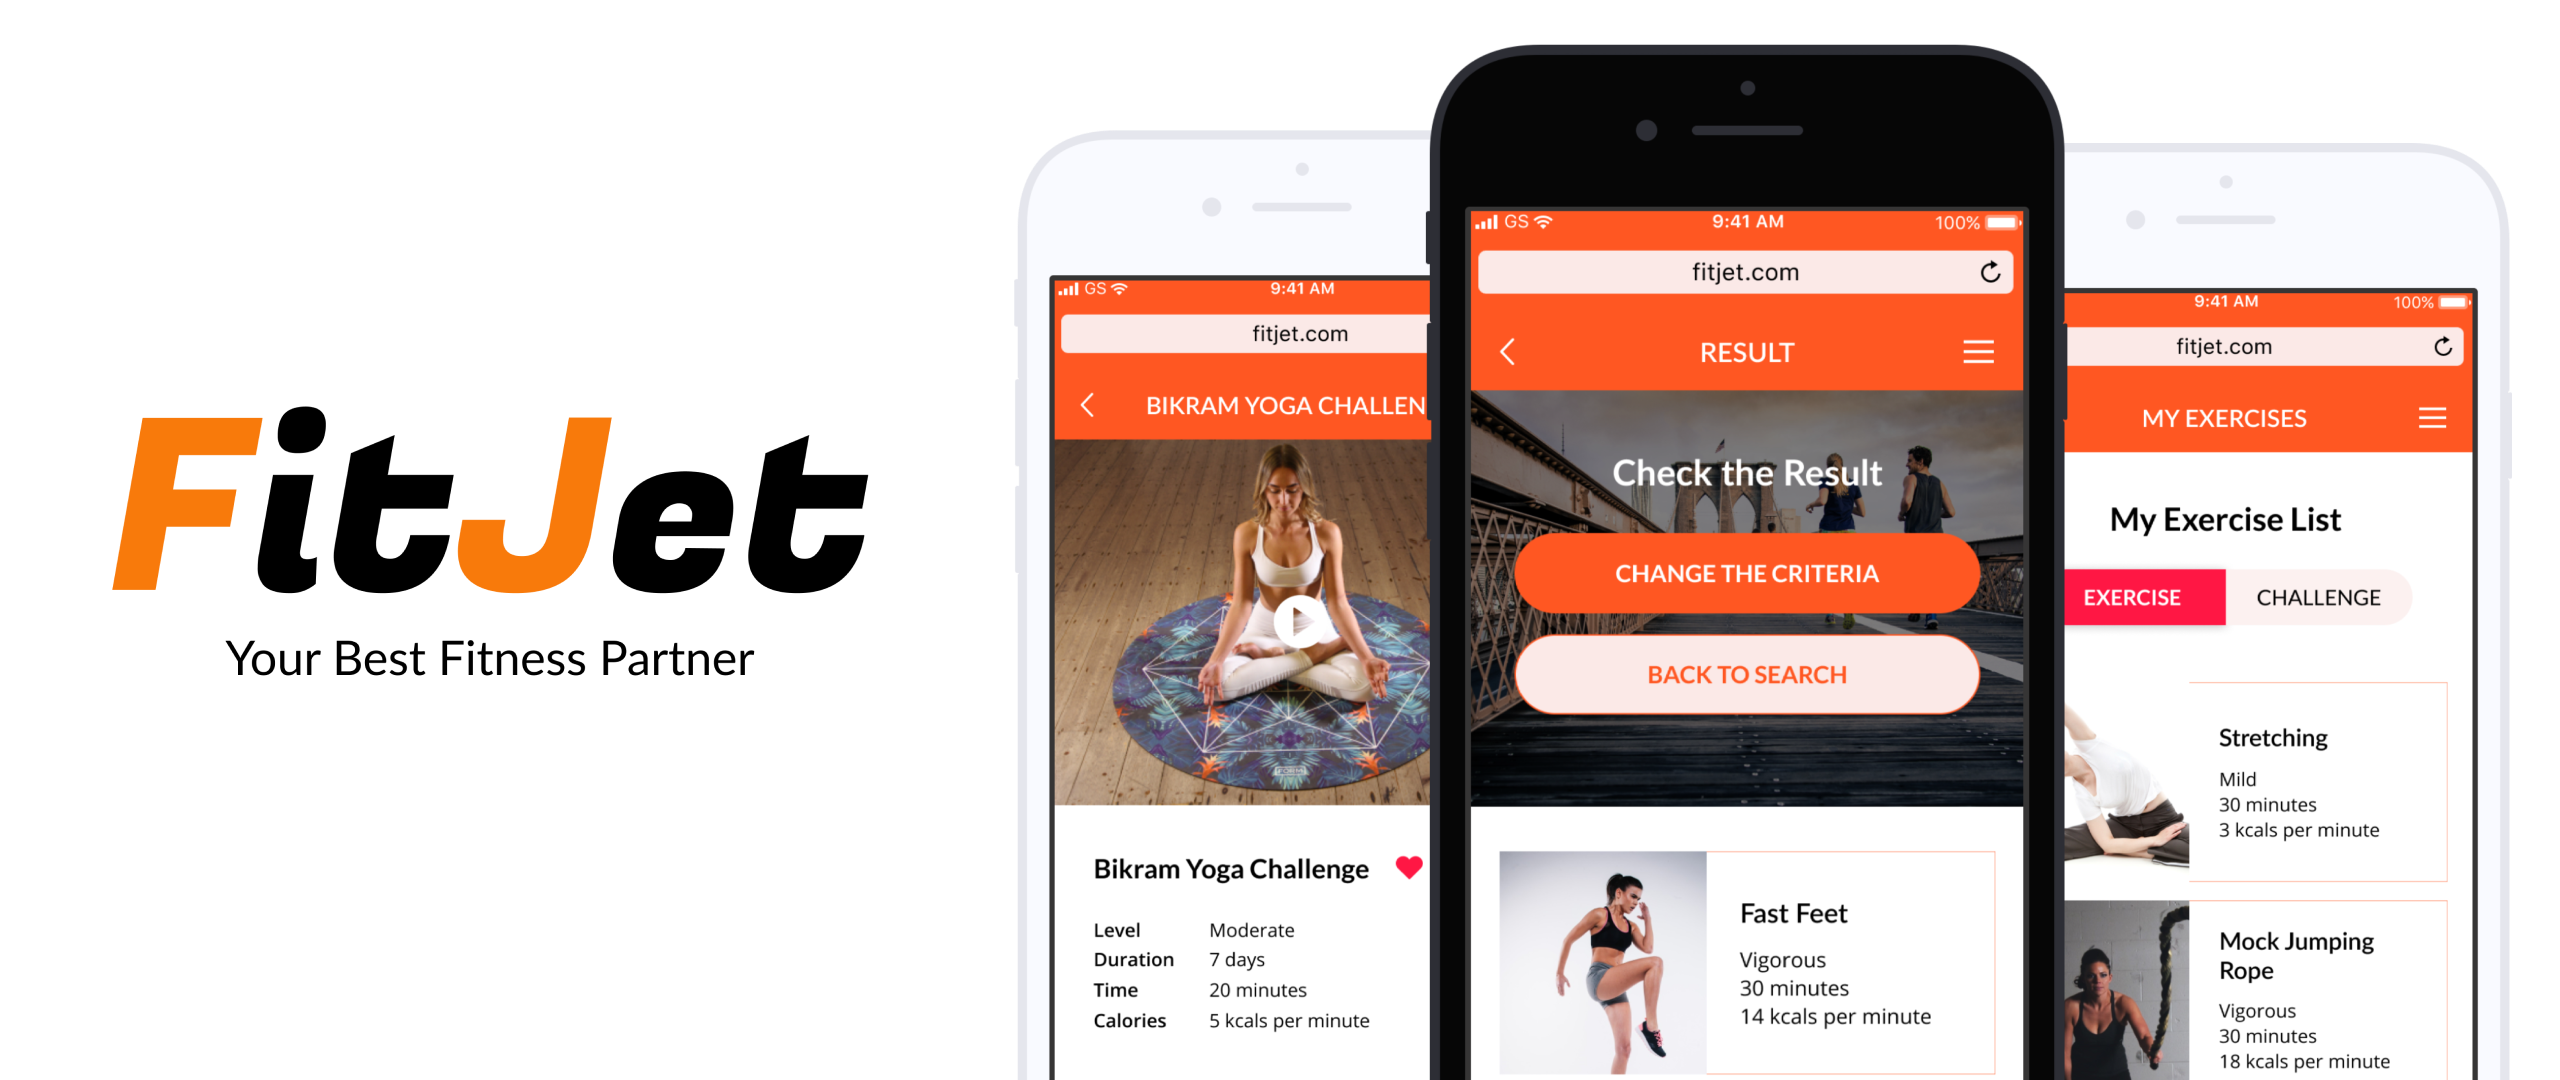 FitJet
Your Best Fitness Partner
GS
9:41 AM
fitjet.com
BIKRAM YOGA CHALLEN
Bikram Yoga Challenge
Level Moderate
Duration 7 days
Time 20 minutes
Calories 5 kcals per minute
GS
9:41 AM
100%
fitjet.com
RESULT
Check the Result
CHANGE THE CRITERIA
BACK TO SEARCH
Fast Feet
Vigorous
30 minutes
14 kcals per minute
9:41 AM
100%
fitjet.com
MY EXERCISES
My Exercise List
EXERCISE
CHALLENGE
Stretching
Mild
30 minutes
3 kcals per minute
Mock Jumping
Rope
Vigorous
30 minutes
18 kcals per minute